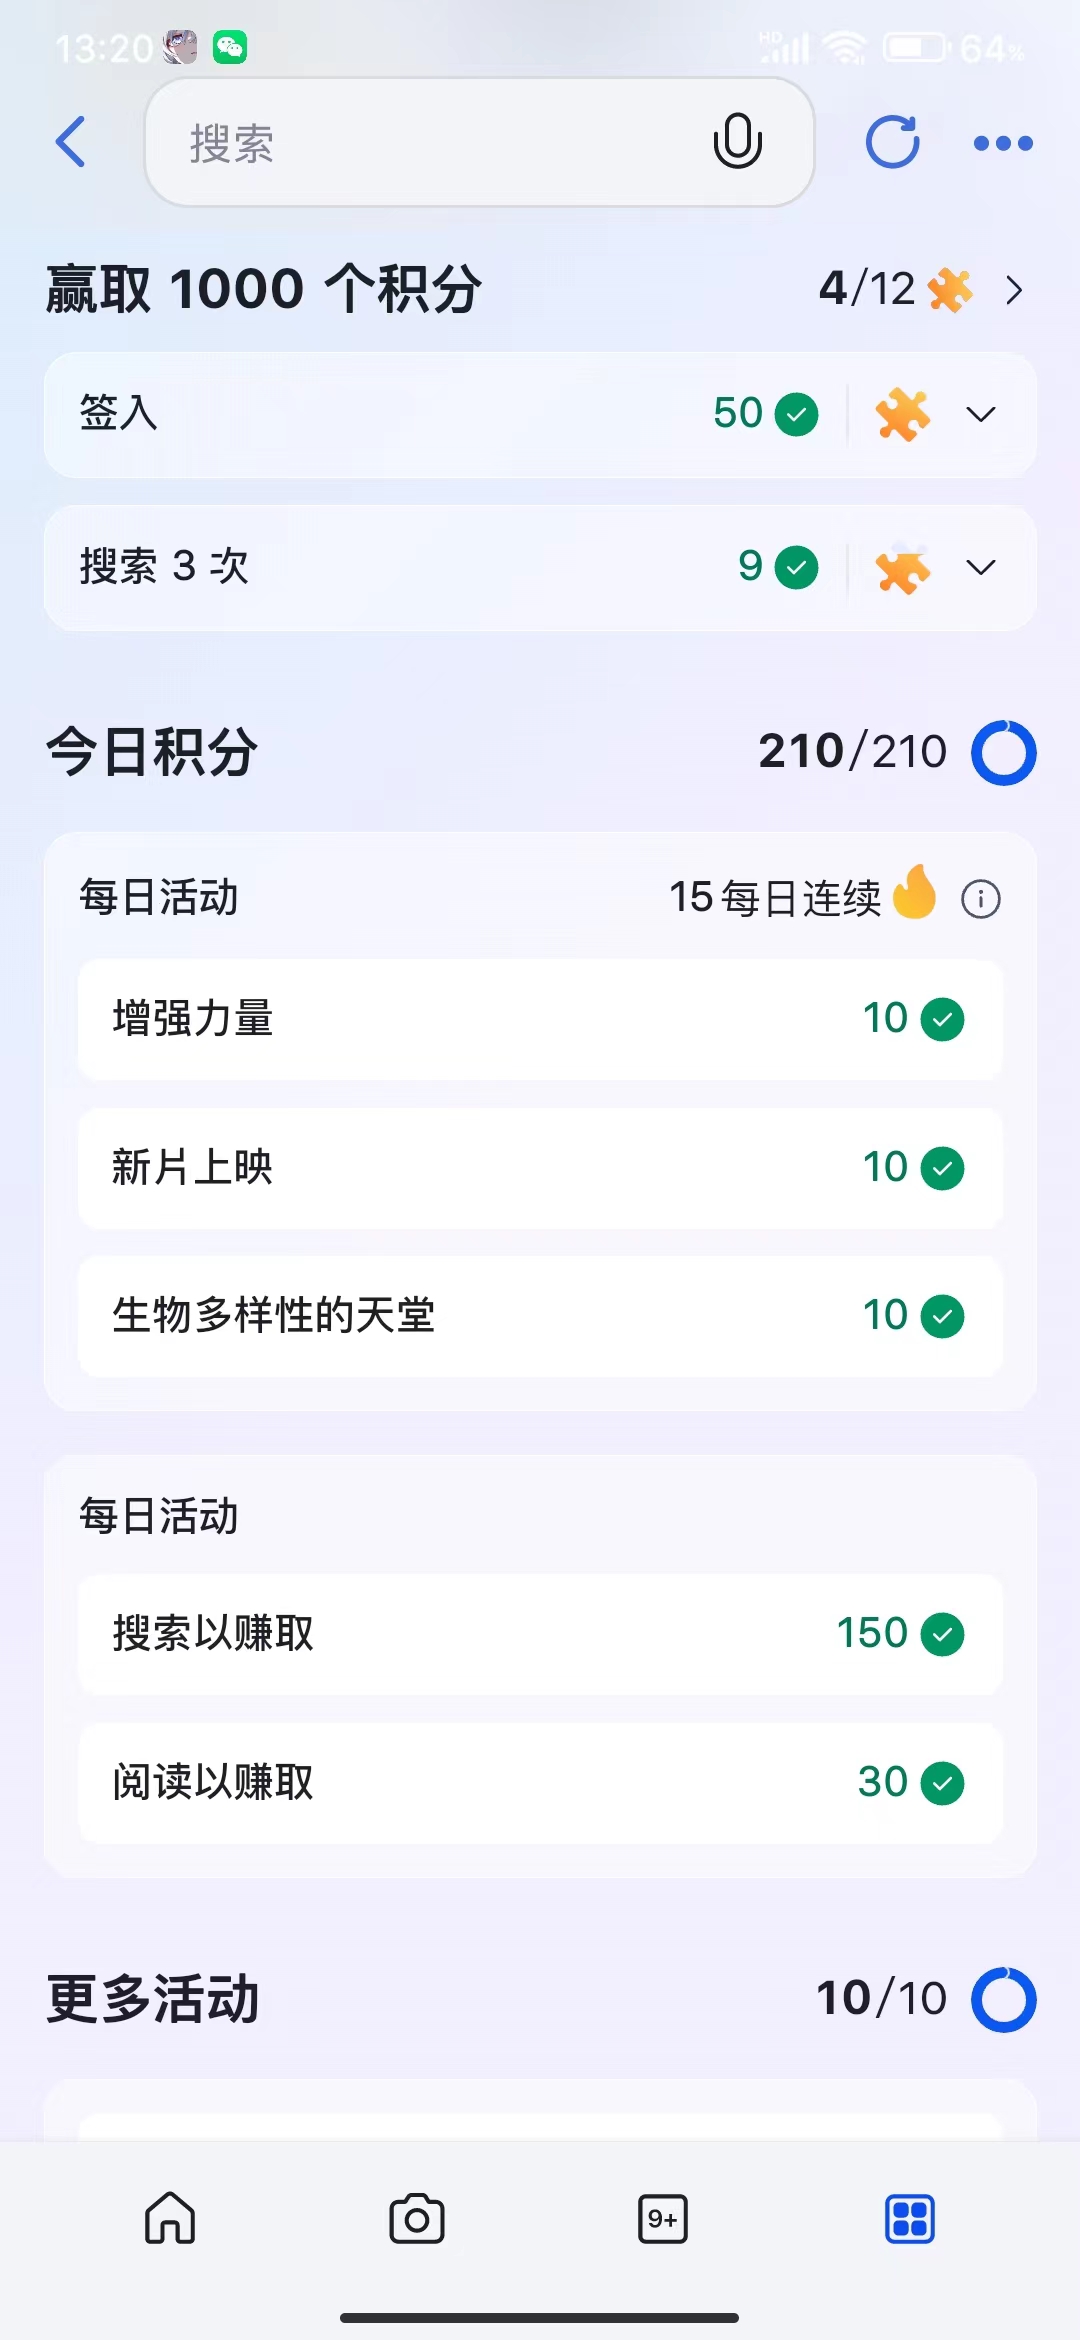 13:20 HD 64%
搜索
赢取 1000 个积分 4/12
签入 50
搜索 3 次 9
今日积分 210/210
每日活动 15 每日连续
增强力量 10
新片上映 10
生物多样性的天堂 10
每日活动
搜索以赚取 150
阅读以赚取 30
更多活动 10/10
9+